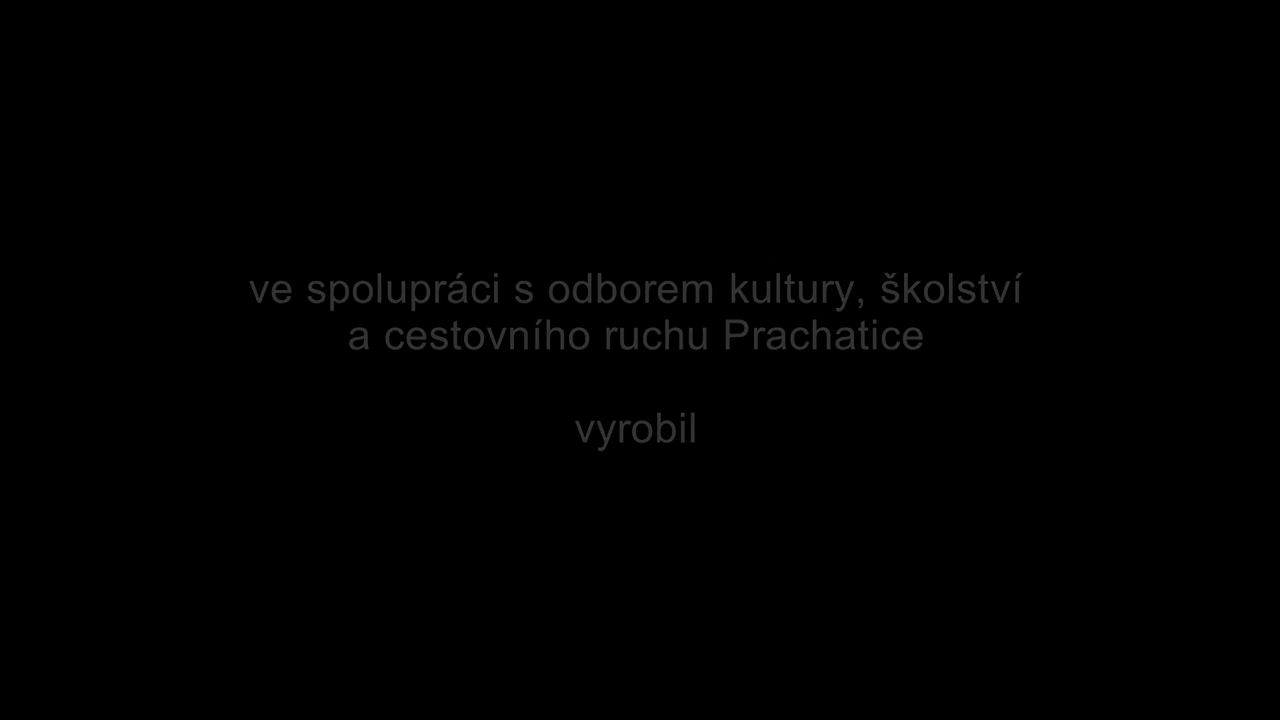 ve spolupráci s odborem kultury, školství
a cestovního ruchu Prachatice
vyrobil